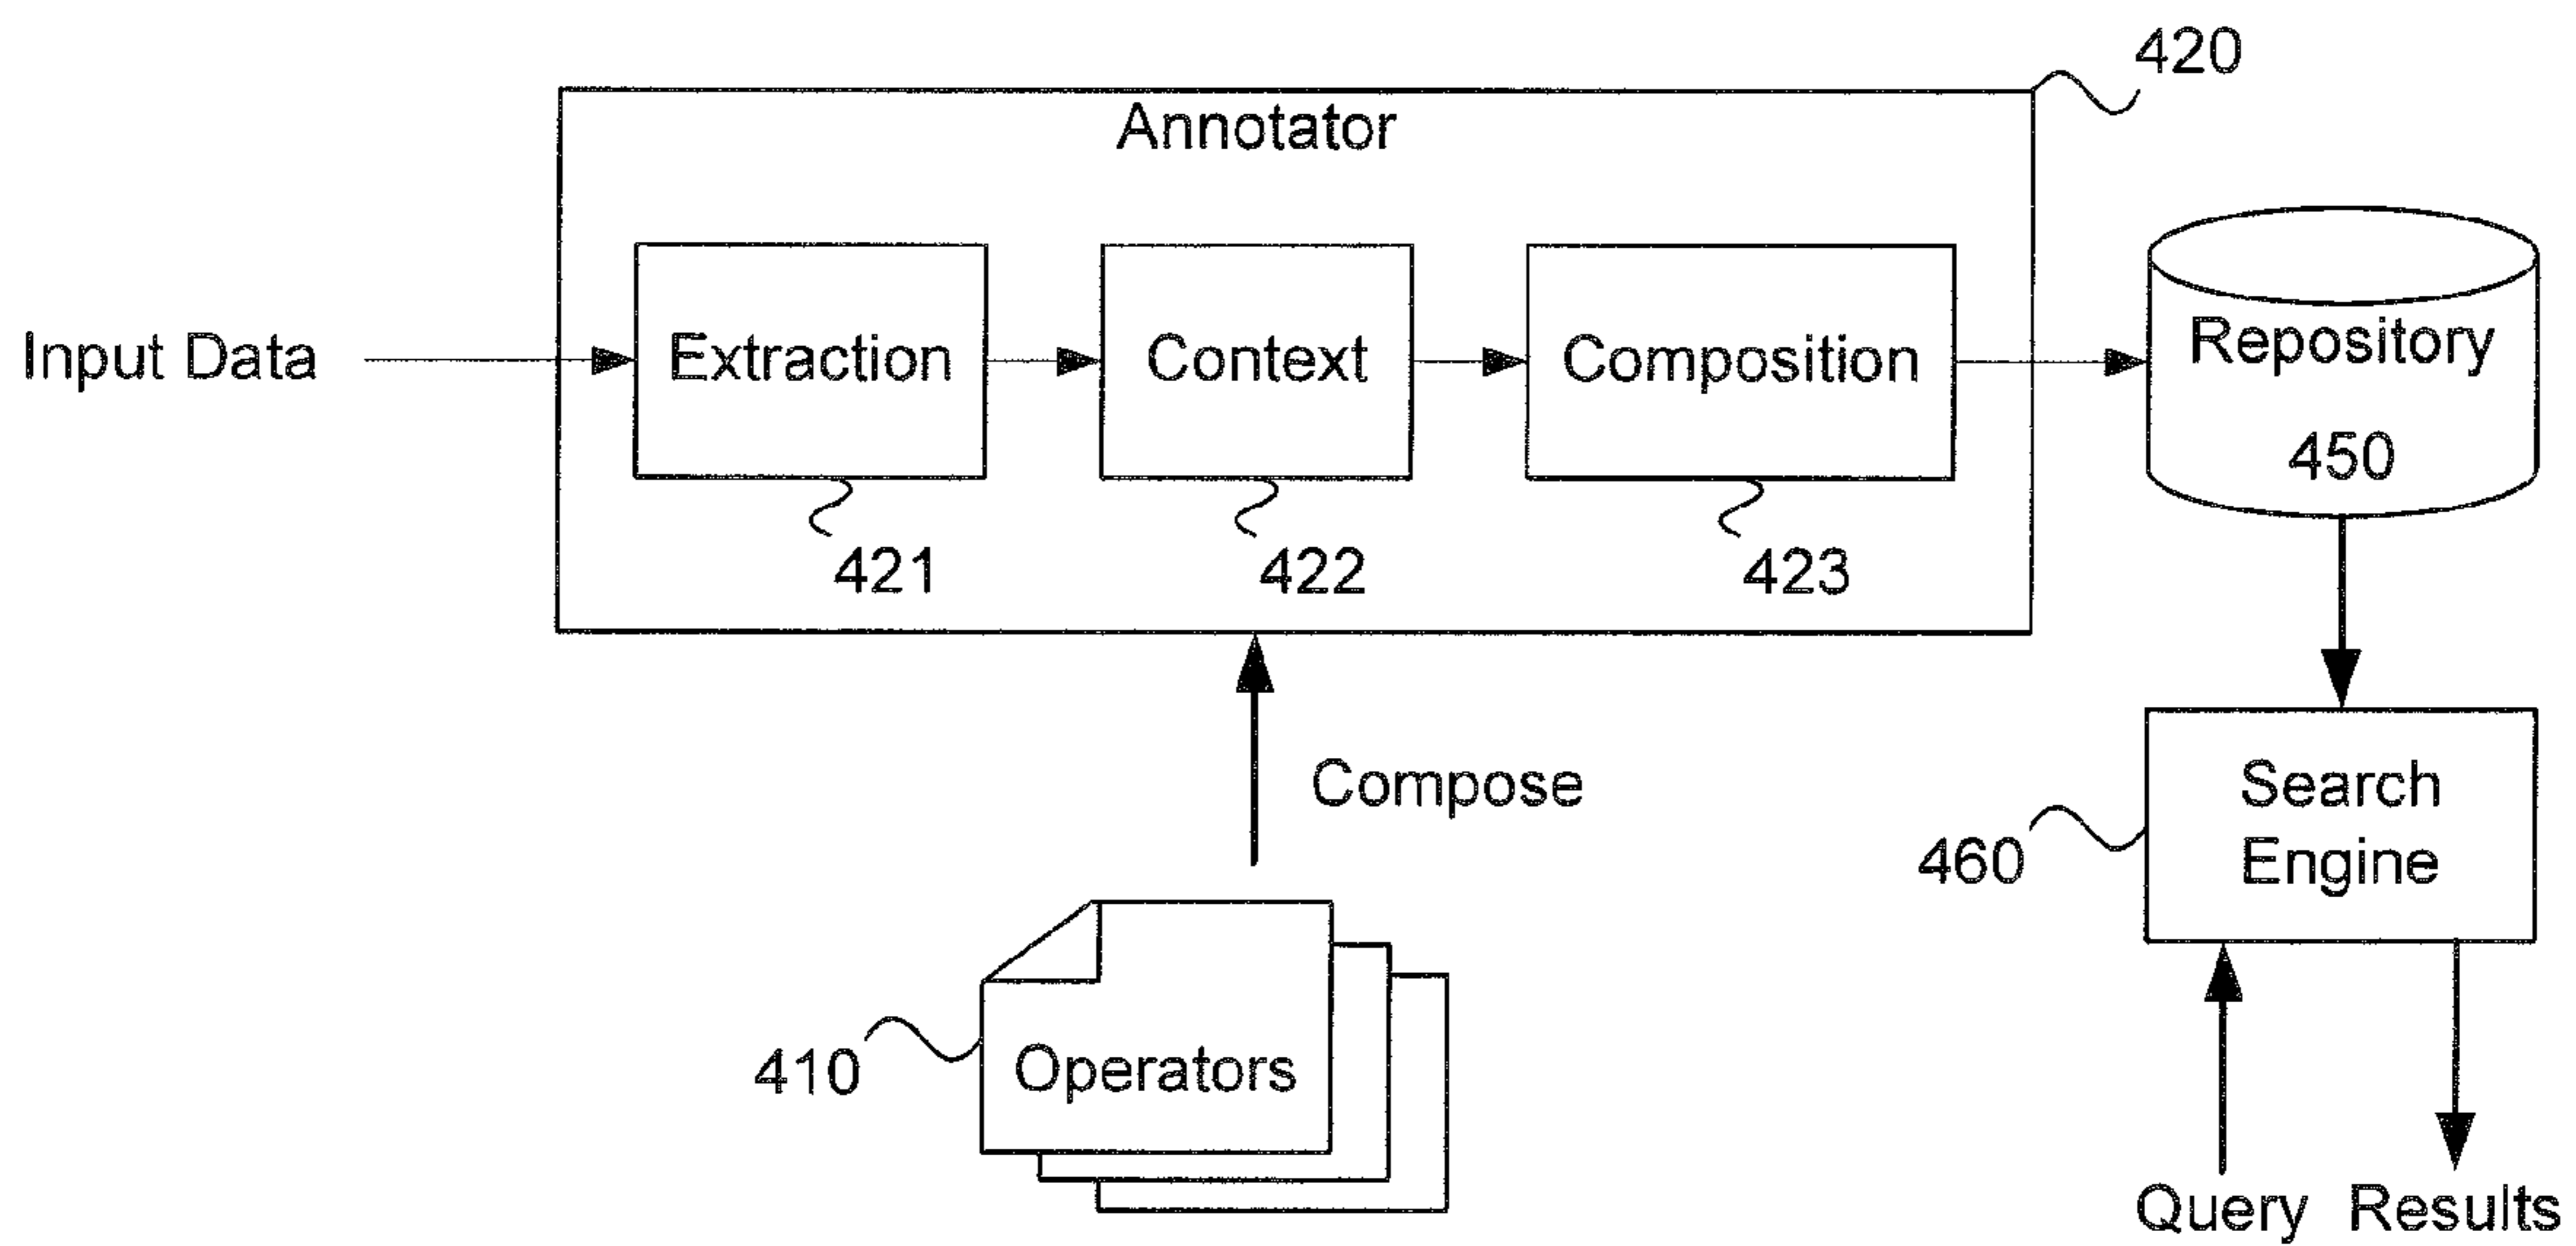 420
Annotator
Input Data
Extraction
Context
Composition
Repository
450
421
422
423
Compose
Search
Engine
460
410
Operators
Query Results